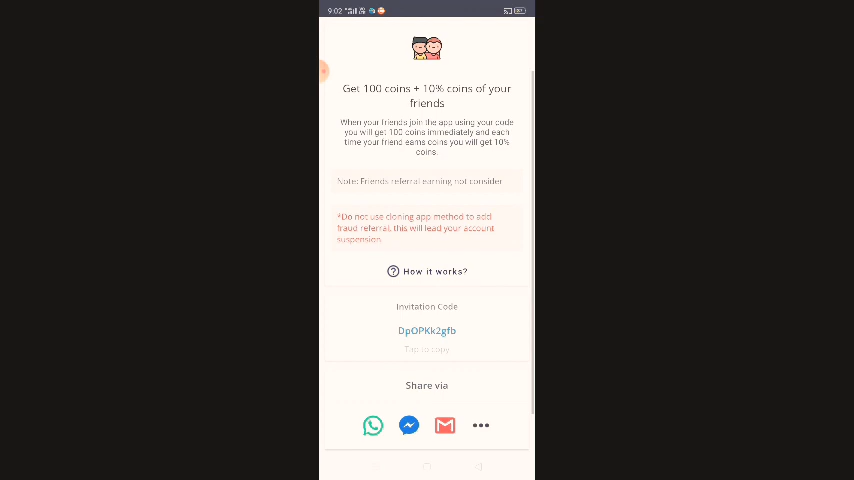 9:02
Get 100 coins + 10% coins of your
friends
When your friends join the app using your code
you will get 100 coins immediately and each
time your friend earns coins you will get 10%
coins.
Note: Friends referral earning not consider
*Do not use cloning app method to add
fraud referral, this will lead your account
suspension
How it works?
Invitation Code
DpOPKk2gfb
Tap to copy
Share via